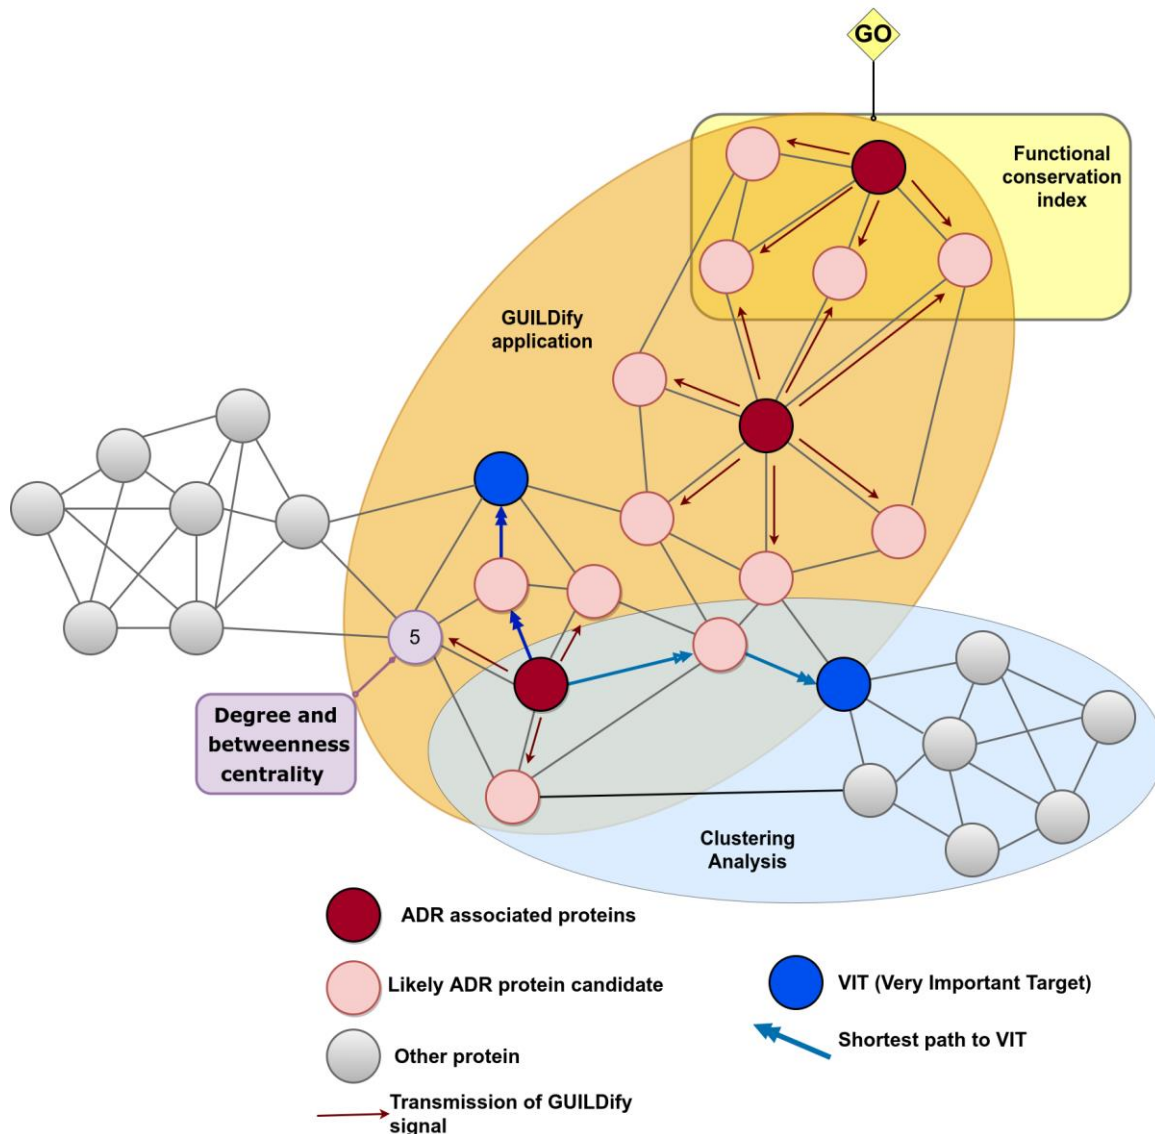 GO
Functional
conservation
index
GUILDify
application
5
Degree and
betweenness
centrality
Clustering
Analysis
ADR associated proteins
Likely ADR protein candidate
VIT (Very Important Target)
Other protein
Shortest path to VIT
Transmission of GUILDify
signal